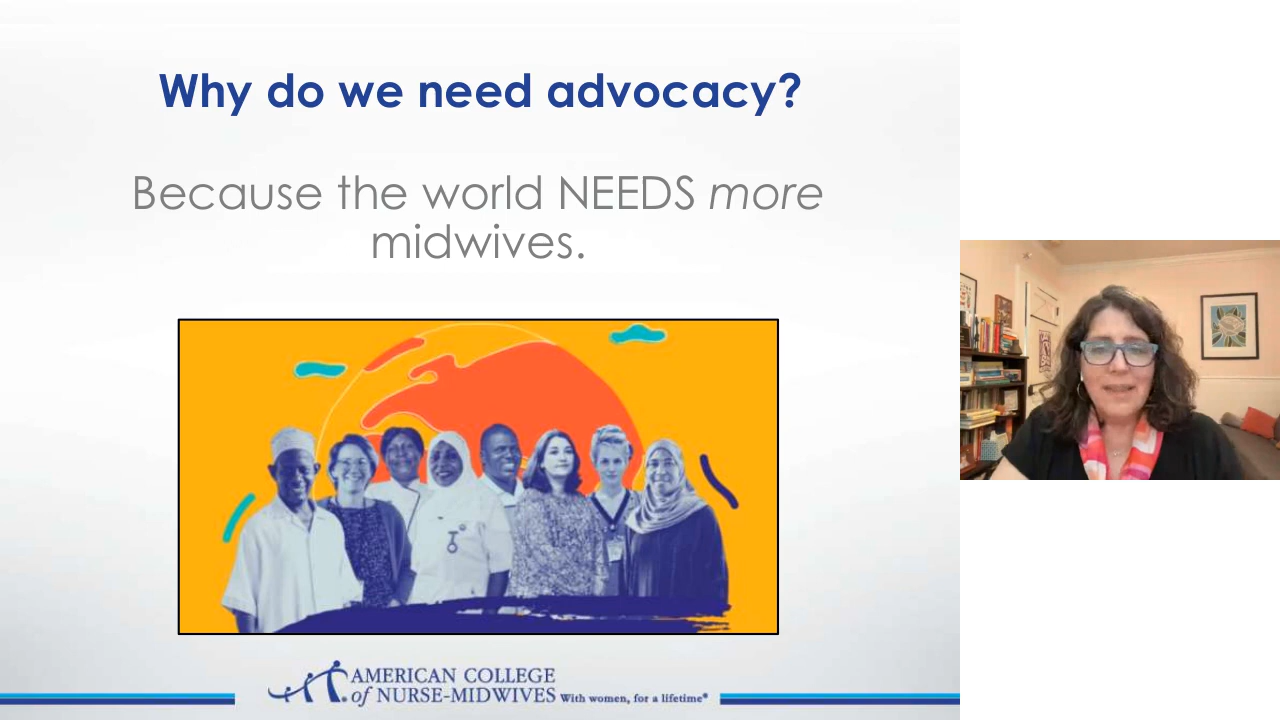 Why do we need advocacy?
Because the world NEEDS more
midwives.
AMERICAN COLLEGE
of NURSE-MIDWIVES With women, for a lifetime®